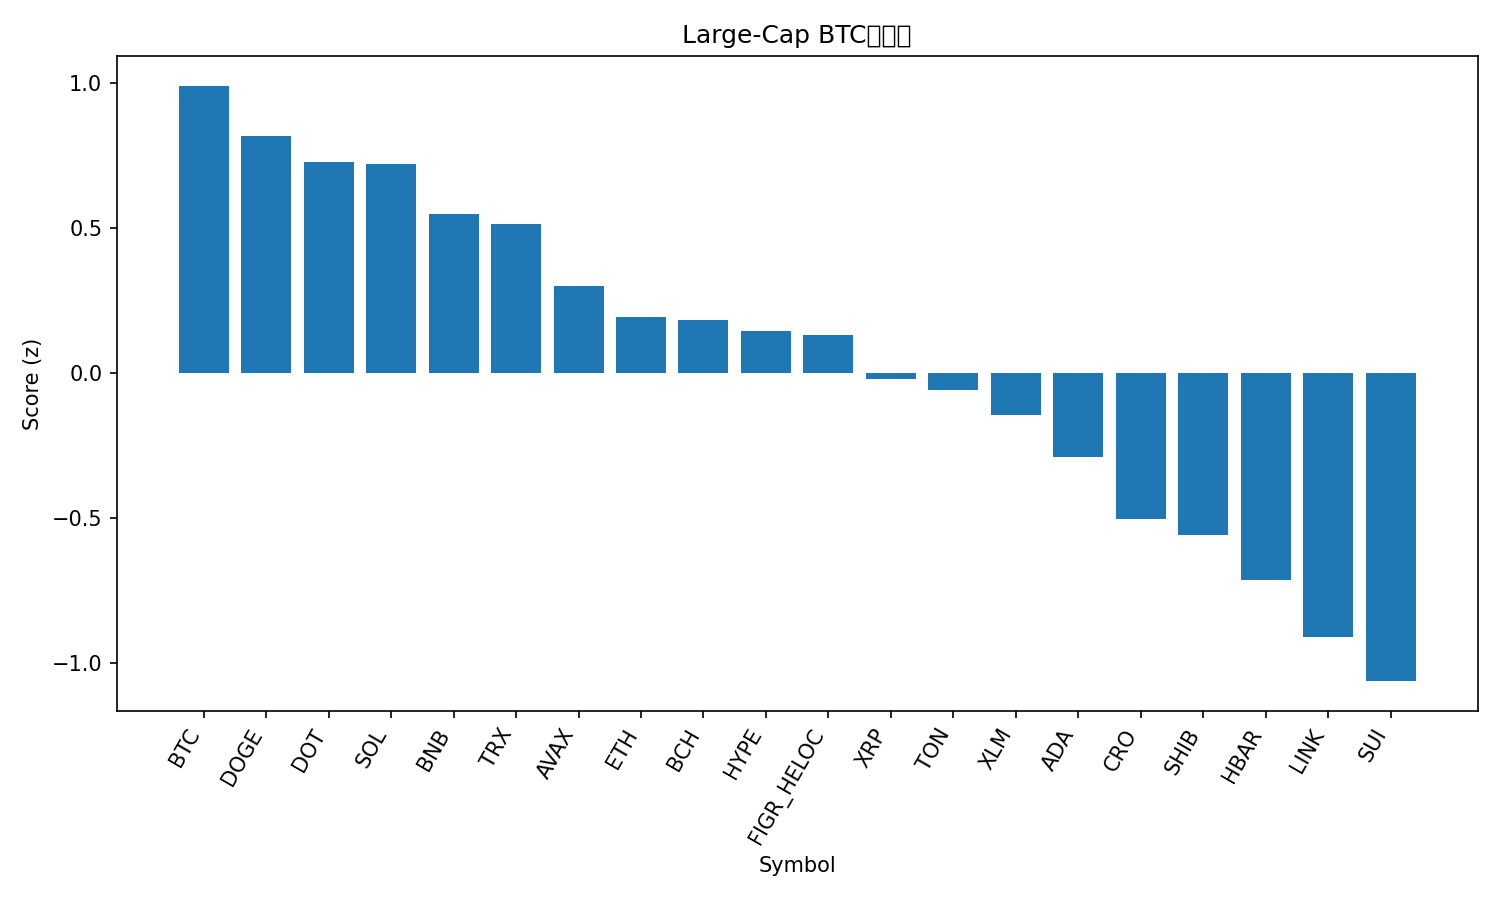 Large-Cap BTC
1.0
0.5
0.0
−0.5
−1.0
Score (z)
BTC
DOGE
DOT
SOL
BNB
TRX
AVAX
ETH
BCH
HYPE
FIGR_HELOC
XRP
TON
XLM
ADA
CRO
SHIB
HBAR
LINK
SUI
Symbol